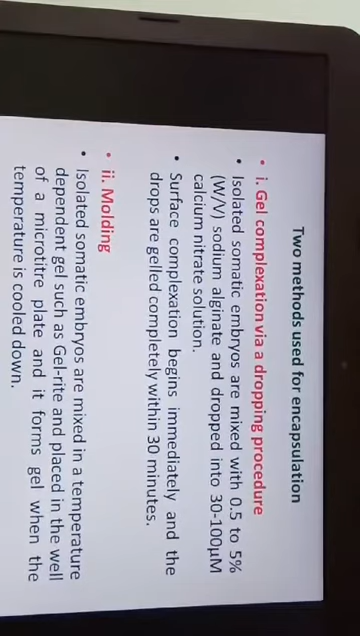 Two methods used for encapsulation
• i. Gel complexation via a dropping procedure
• Isolated somatic embryos are mixed with 0.5 to 5%
(W/V) sodium alginate and dropped into 30-100µM
calcium nitrate solution.
• Surface complexation begins immediately and the
drops are gelled completely within 30 minutes.
• ii. Molding
• Isolated somatic embryos are mixed in a temperature
dependent gel such as Gel-rite and placed in the well
of a microtitre plate and it forms gel when the
temperature is cooled down.